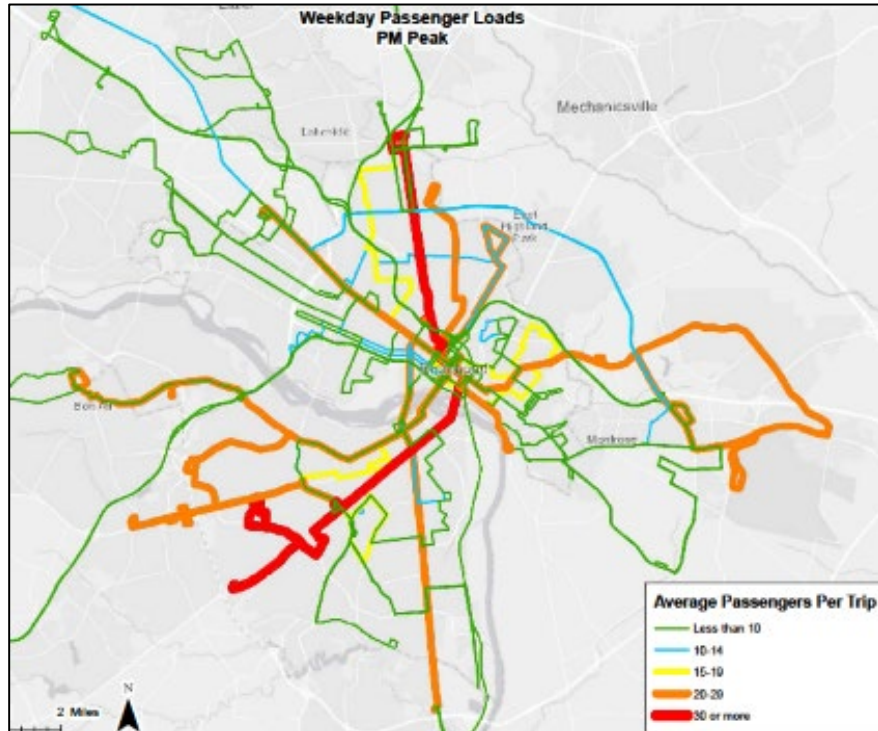 Weekday Passenger Loads
PM Peak
Mechanicsville
Lakeside
East
Highland
Park
Bon Air
Montrose
Average Passengers Per Trip
Less than 10
10-14
15-19
20-29
30 or more
N
2 Miles